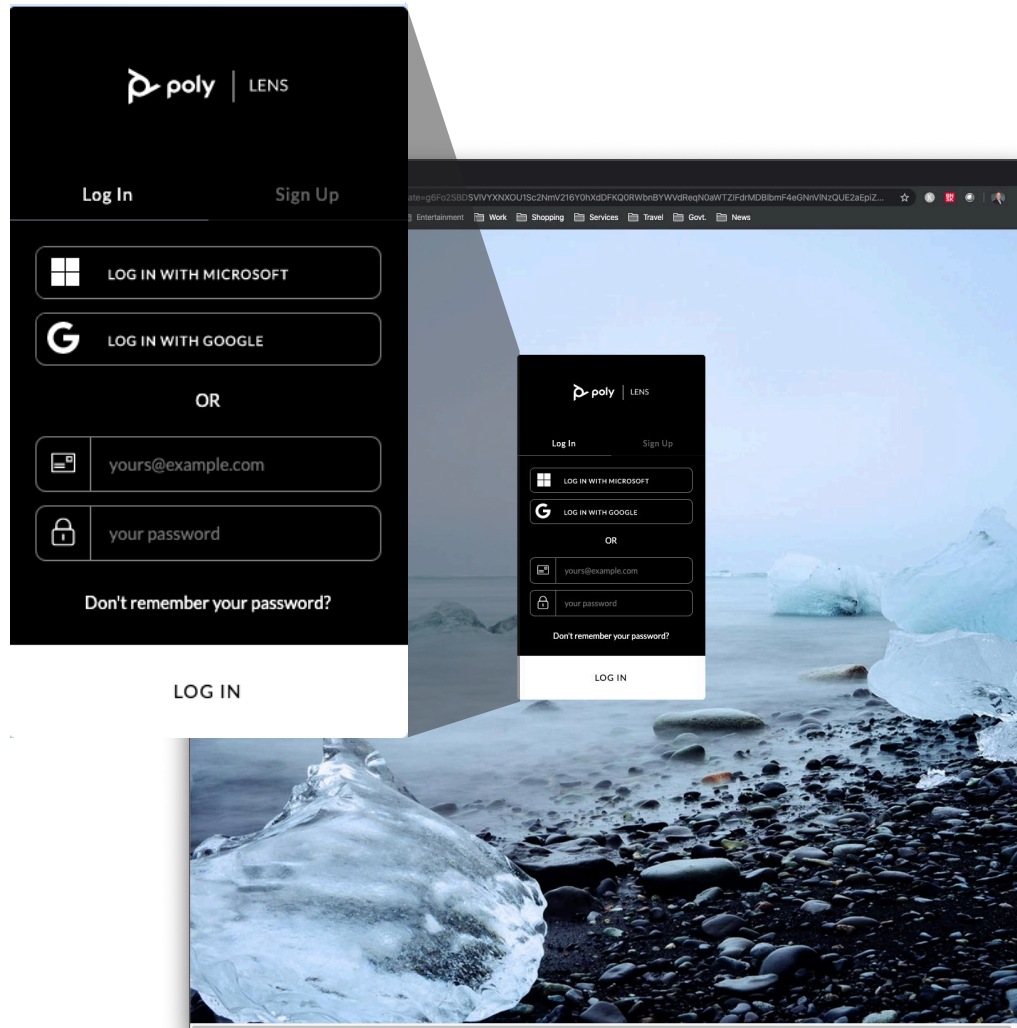 poly | LENS
Log In Sign Up
LOG IN WITH MICROSOFT
G LOG IN WITH GOOGLE
OR
yours@example.com
your password
Don't remember your password?
LOG IN
Entertainment Work Shopping Services Travel Govt. News
poly | LENS
Log In Sign Up
LOG IN WITH MICROSOFT
G LOG IN WITH GOOGLE
OR
yours@example.com
your password
Don't remember your password?
LOG IN